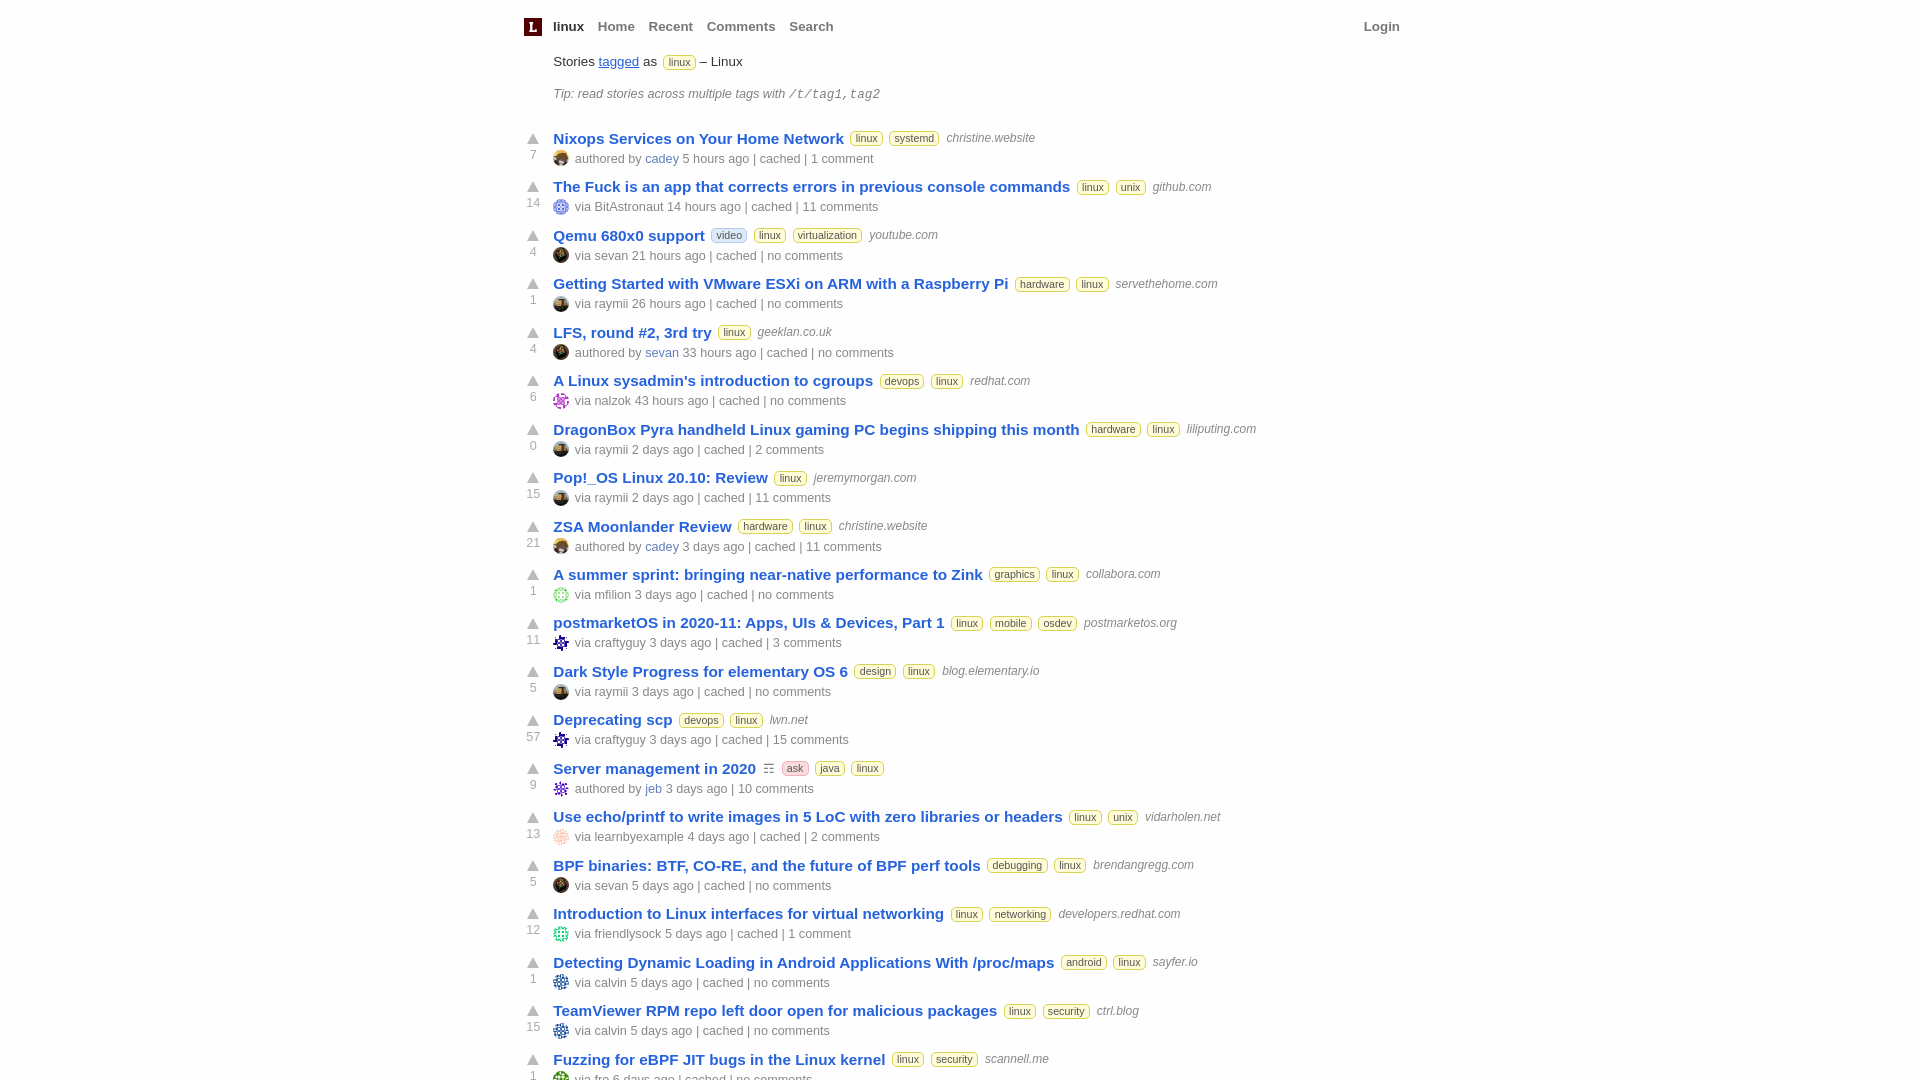 L linux Home Recent Comments Search Login
Stories tagged as linux – Linux
Tip: read stories across multiple tags with /t/tag1,tag2
Nixops Services on Your Home Network linux systemd christine.website
7 authored by cadey 5 hours ago | cached | 1 comment
The Fuck is an app that corrects errors in previous console commands linux unix github.com
14 via BitAstronaut 14 hours ago | cached | 11 comments
Qemu 680x0 support video linux virtualization youtube.com
4 via sevan 21 hours ago | cached | no comments
Getting Started with VMware ESXi on ARM with a Raspberry Pi hardware linux servethehome.com
1 via raymii 26 hours ago | cached | no comments
LFS, round #2, 3rd try linux geeklan.co.uk
4 authored by sevan 33 hours ago | cached | no comments
A Linux sysadmin's introduction to cgroups devops linux redhat.com
6 via nalzok 43 hours ago | cached | no comments
DragonBox Pyra handheld Linux gaming PC begins shipping this month hardware linux liliputing.com
0 via raymii 2 days ago | cached | 2 comments
Pop!_OS Linux 20.10: Review linux jeremymorgan.com
15 via raymii 2 days ago | cached | 11 comments
ZSA Moonlander Review hardware linux christine.website
21 authored by cadey 3 days ago | cached | 11 comments
A summer sprint: bringing near-native performance to Zink graphics linux collabora.com
1 via mfilion 3 days ago | cached | no comments
postmarketOS in 2020-11: Apps, UIs & Devices, Part 1 linux mobile osdev postmarketos.org
11 via craftyguy 3 days ago | cached | 3 comments
Dark Style Progress for elementary OS 6 design linux blog.elementary.io
5 via raymii 3 days ago | cached | no comments
Deprecating scp devops linux lwn.net
57 via craftyguy 3 days ago | cached | 15 comments
Server management in 2020 ☶ ask java linux
9 authored by jeb 3 days ago | 10 comments
Use echo/printf to write images in 5 LoC with zero libraries or headers linux unix vidarholen.net
13 via learnbyexample 4 days ago | cached | 2 comments
BPF binaries: BTF, CO-RE, and the future of BPF perf tools debugging linux brendangregg.com
5 via sevan 5 days ago | cached | no comments
Introduction to Linux interfaces for virtual networking linux networking developers.redhat.com
12 via friendlysock 5 days ago | cached | 1 comment
Detecting Dynamic Loading in Android Applications With /proc/maps android linux sayfer.io
1 via calvin 5 days ago | cached | no comments
TeamViewer RPM repo left door open for malicious packages linux security ctrl.blog
15 via calvin 5 days ago | cached | no comments
Fuzzing for eBPF JIT bugs in the Linux kernel linux security scannell.me
1 via fro 6 days ago | cached | no comments